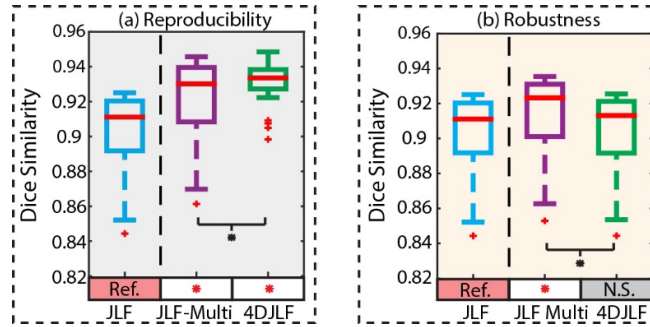 (a) Reproducibility
Dice Similarity
0.96
0.94
0.92
0.9
0.88
0.86
0.84
0.82
*
Ref. * *
JLF JLF-Multi 4DJLF
(b) Robustness
Dice Similarity
0.96
0.94
0.92
0.9
0.88
0.86
0.84
0.82
*
Ref. * N.S.
JLF JLF Multi 4DJLF